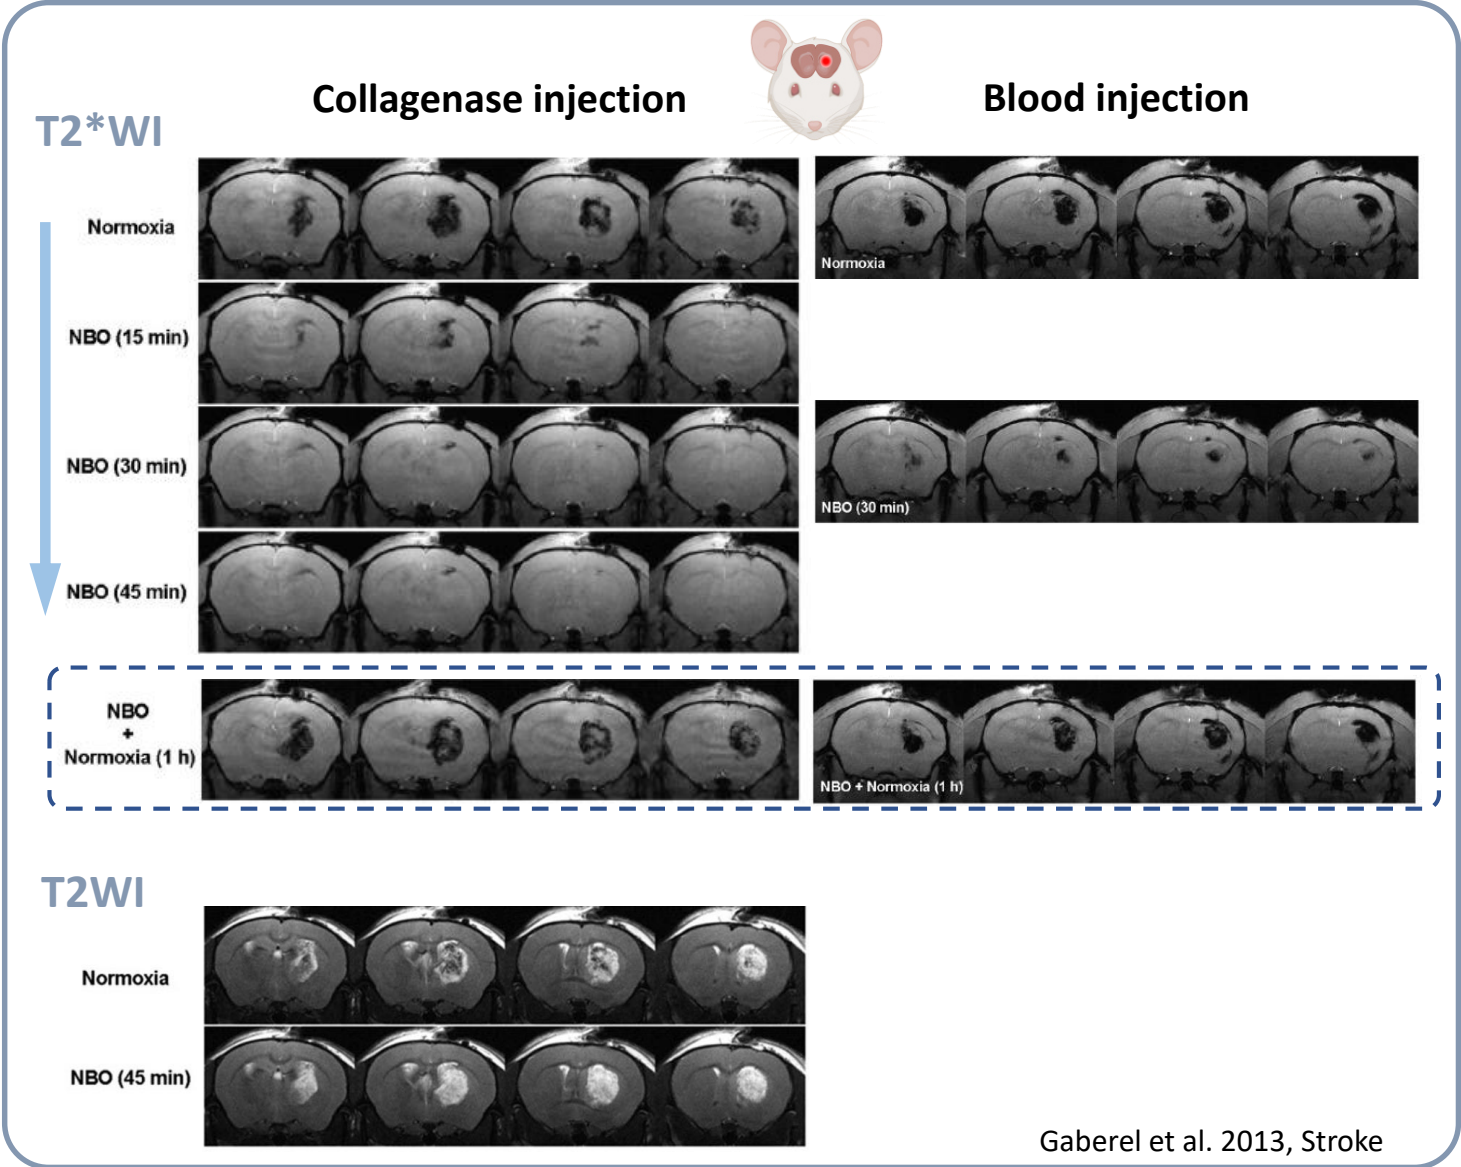 Collagenase injection
Blood injection
T2*WI
Normoxia
Normoxia
NBO (15 min)
NBO (30 min)
NBO (30 min)
NBO (45 min)
NBO
+
Normoxia (1 h)
NBO + Normoxia (1 h)
T2WI
Normoxia
NBO (45 min)
Gaberel et al. 2013, Stroke